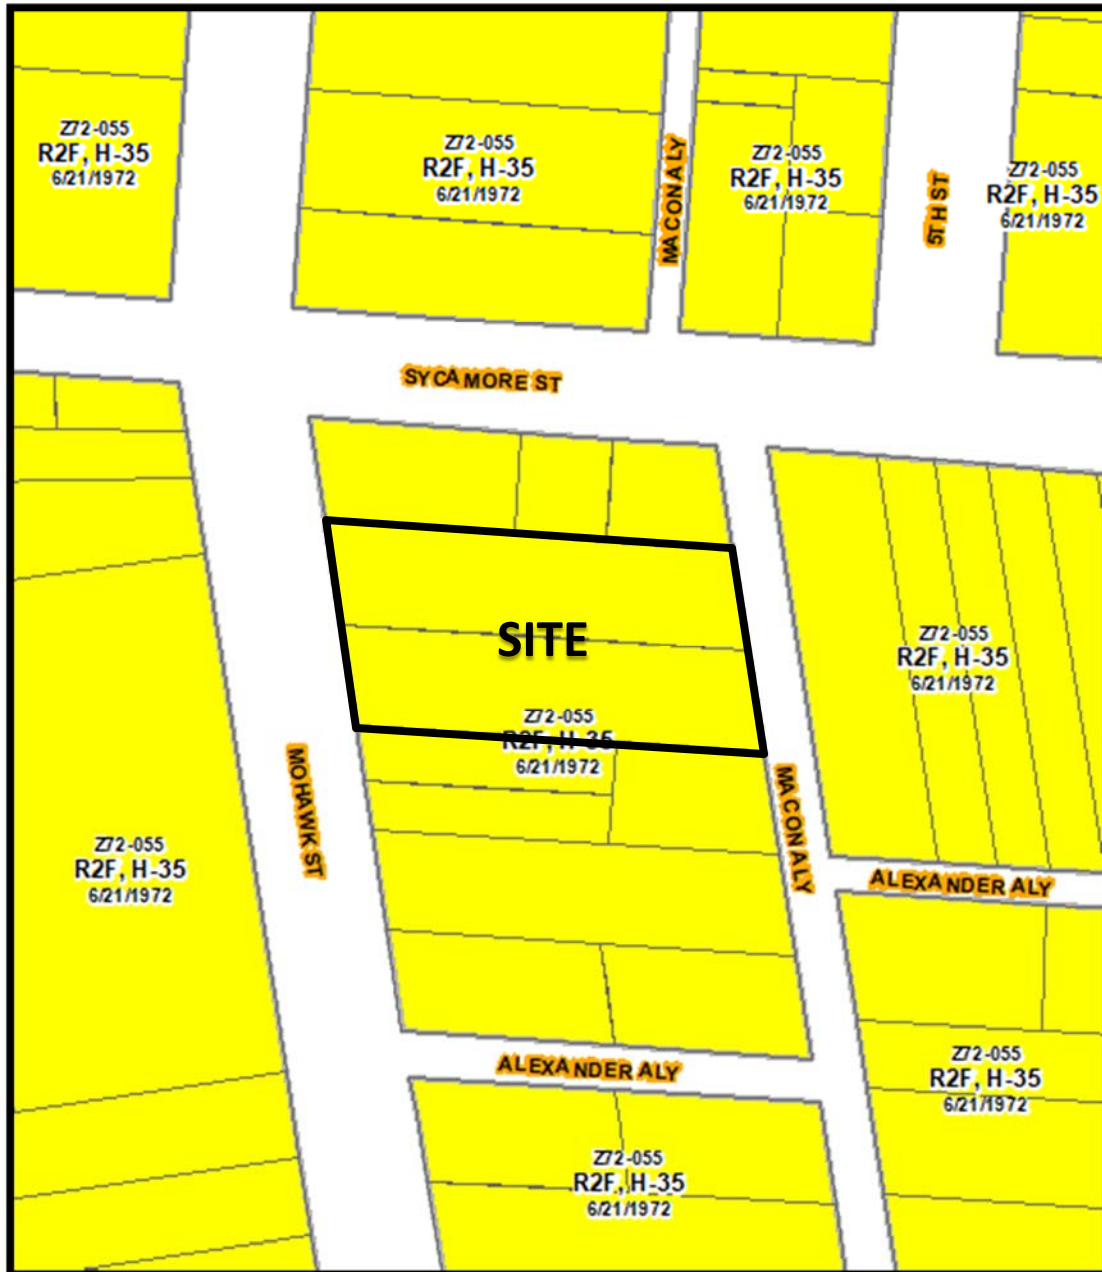 Z72-055
R2F, H-35
6/21/1972
Z72-055
R2F, H-35
6/21/1972
MACON ALY
Z72-055
R2F, H-35
6/21/1972
5TH ST
Z72-055
R2F, H-35
6/21/1972
SYCAMORE ST
SITE
Z72-055
R2F, H-35
6/21/1972
Z72-055
R2F, H-35
6/21/1972
MOHAWK ST
MACON ALY
Z72-055
R2F, H-35
6/21/1972
ALEXANDER ALY
ALEXANDER ALY
Z72-055
R2F, H-35
6/21/1972
Z72-055
R2F, H-35
6/21/1972